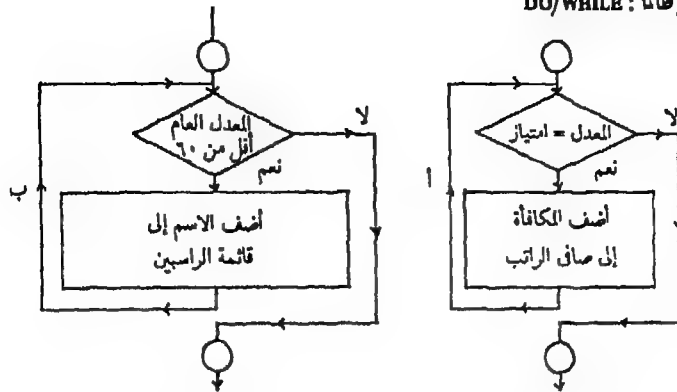 DO/WHILE :
المعدل = امتياز
لا
نعم
أ
أضف المكافأة
إلى صافى الراتب
المعدل العام
أقل من ٦٠
لا
نعم
ب
أضف الاسم إلى
قائمة الراسبين